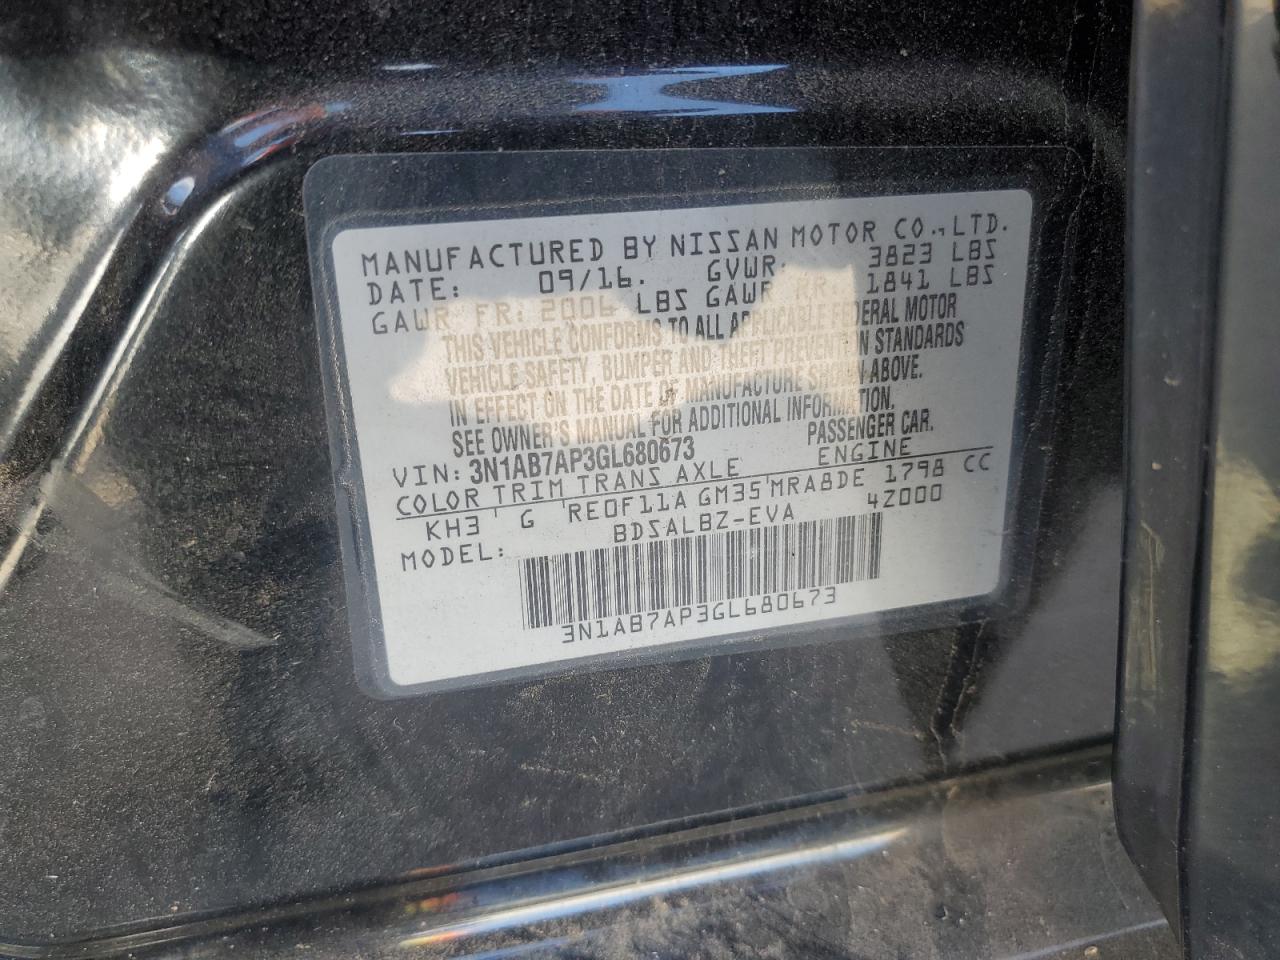 MANUFACTURED BY NISSAN MOTOR CO., LTD.
DATE: 09/16. GVWR: 3823 LBS
GAWR FR: 2006 LBS GAWR RR: 1841 LBS
THIS VEHICLE CONFORMS TO ALL APPLICABLE FEDERAL MOTOR
VEHICLE SAFETY, BUMPER AND THEFT PREVENTION STANDARDS
IN EFFECT ON THE DATE OF MANUFACTURE SHOWN ABOVE.
SEE OWNER'S MANUAL FOR ADDITIONAL INFORMATION.
VIN: 3N1AB7AP3GL680673 PASSENGER CAR.
COLOR TRIM TRANS AXLE ENGINE
KH3 ' G ' RE0F11A GM35 ' MRA8DE 1798 CC
MODEL: BDSALBZ-EVA 4Z000
3N1AB7AP3GL680673